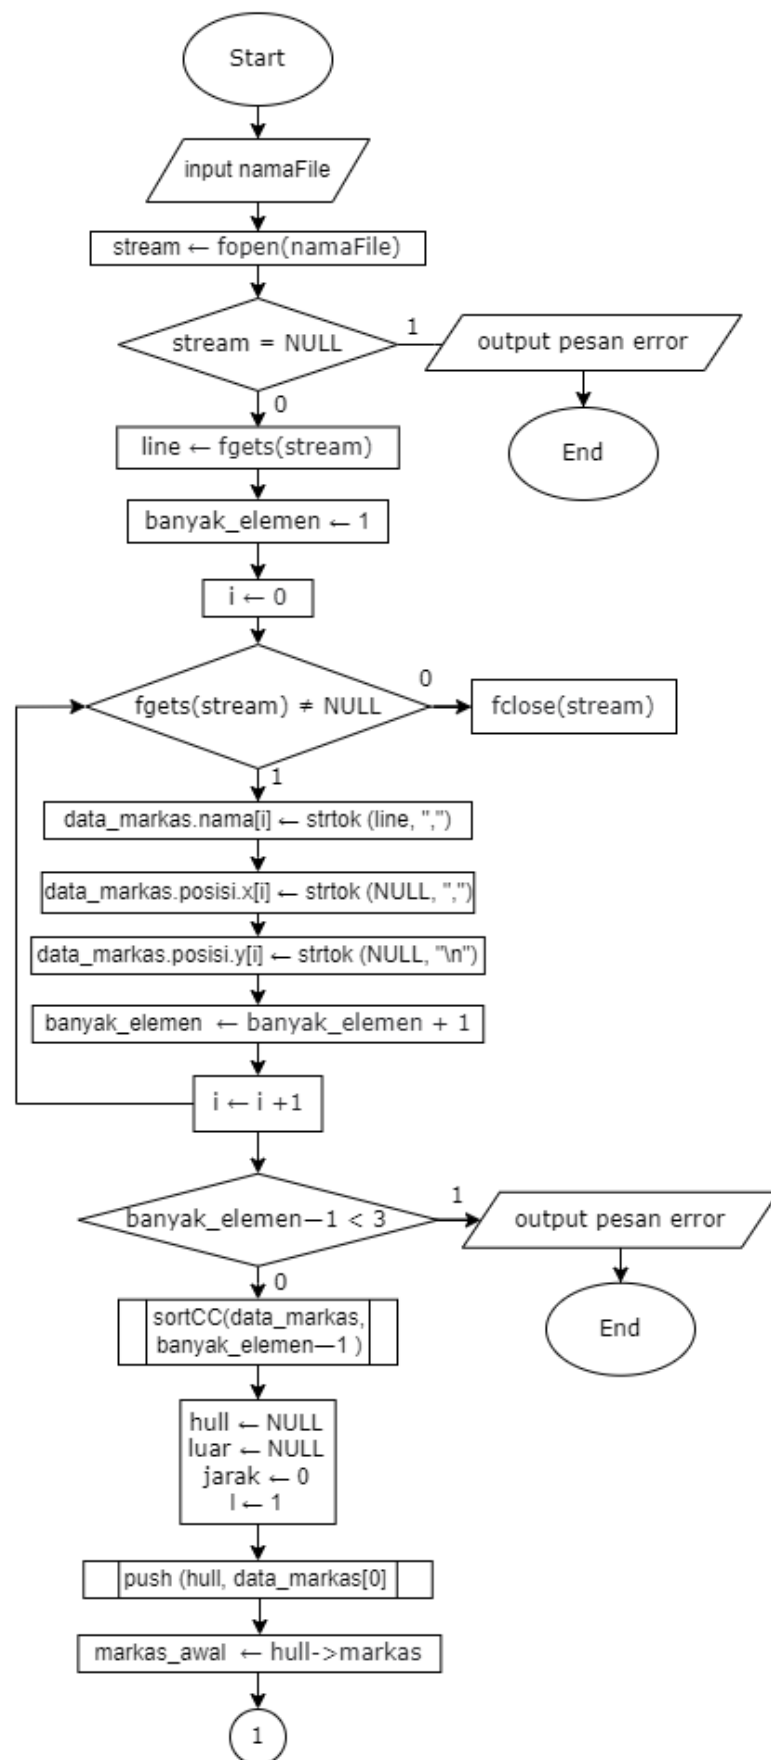 Start
input namaFile
stream ← fopen(namaFile)
stream = NULL
1
output pesan error
0
End
line ← fgets(stream)
banyak_elemen ← 1
i ← 0
fgets(stream) ≠ NULL
0
fclose(stream)
1
data_markas.nama[i] ← strtok (line, ",")
data_markas.posisi.x[i] ← strtok (NULL, ",")
data_markas.posisi.y[i] ← strtok (NULL, "\n")
banyak_elemen ← banyak_elemen + 1
i ← i +1
banyak_elemen—1 < 3
1
output pesan error
0
End
sortCC(data_markas,
banyak_elemen—1 )
hull ← NULL
luar ← NULL
jarak ← 0
l ← 1
push (hull, data_markas[0]
markas_awal ← hull->markas
1